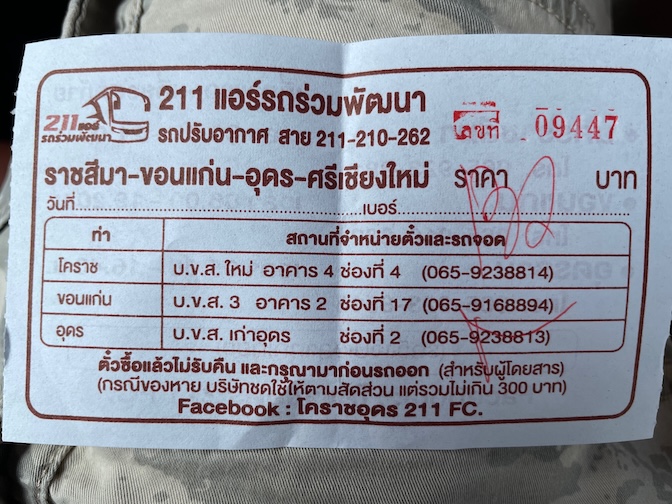 211 แอร์รถร่วมพัฒนา
211 แอร์
รถร่วมพัฒนา
รถปรับอากาศ สาย 211-210-262
เลขที่ 09447
ราชสีมา-ขอนแก่น-อุดร-ศรีเชียงใหม่ ราคา บาท
วันที่ เบอร์
ท่า สถานที่จำหน่ายตั๋วและรถจอด
โคราช บ.ข.ส. ใหม่ อาคาร 4 ช่องที่ 4 (065-9238814)
ขอนแก่น บ.ข.ส. 3 อาคาร 2 ช่องที่ 17 (065-9168894)
อุดร บ.ข.ส. เก่าอุดร ช่องที่ 2 (065-9238813)
ตั๋วซื้อแล้วไม่รับคืน และกรุณามาก่อนรถออก (สำหรับผู้โดยสาร)
(กรณีของหาย บริษัทชดใช้ให้ตามสัดส่วน แต่รวมไม่เกิน 300 บาท)
Facebook : โคราชอุดร 211 FC.